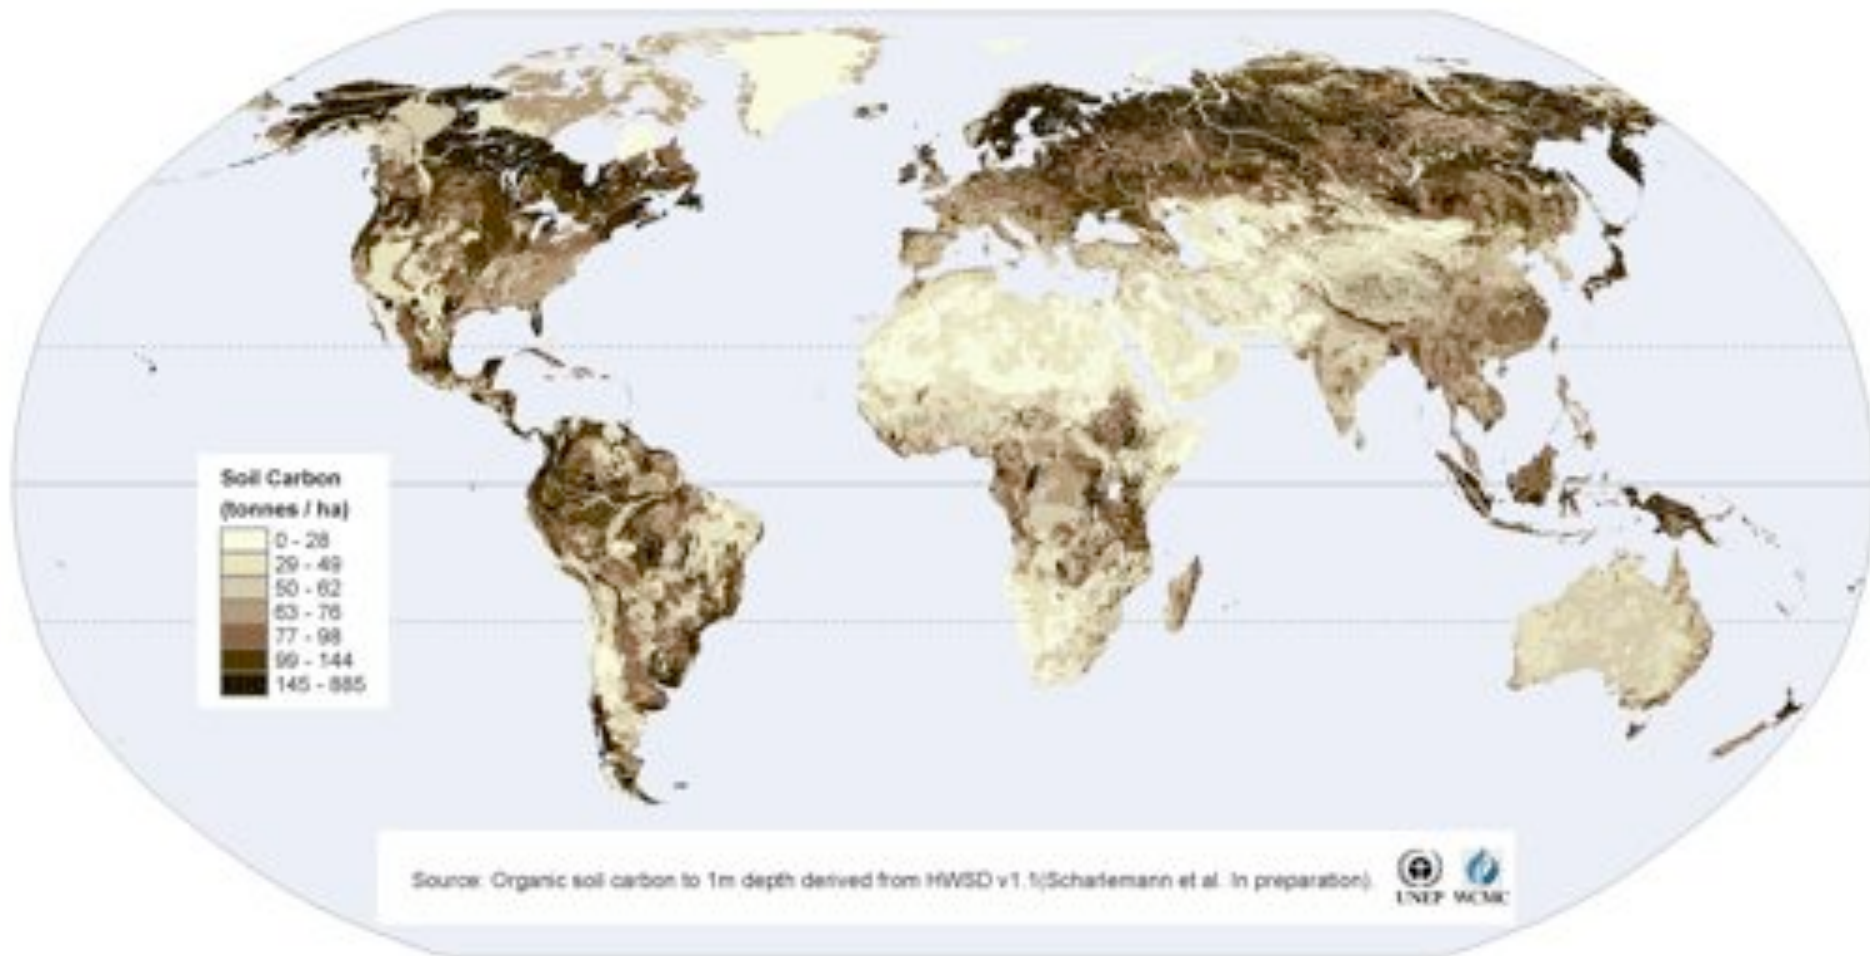 Soil Carbon
(tonnes / ha)
0 - 28
29 - 49
50 - 62
63 - 76
77 - 98
99 - 144
145 - 885
Source: Organic soil carbon to 1m depth derived from HWSD v1.1(Scharlemann et al. In preparation).
UNEP WCMC